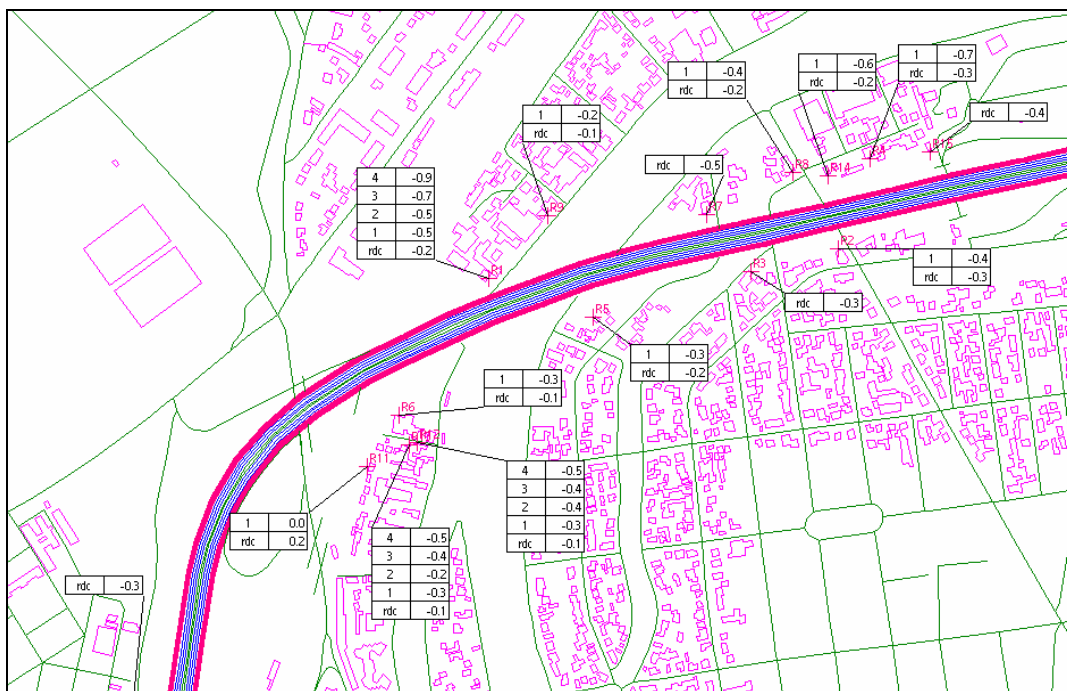 1 -0.7
rdc -0.3
1 -0.6
rdc -0.2
1 -0.4
rdc -0.2
1 -0.2
rdc -0.1
rdc -0.4
rdc -0.5
4 -0.9
3 -0.7
2 -0.5
1 -0.5
rdc -0.2
R8
R14
R15
R7
R9
R2
R1
R3
1 -0.4
rdc -0.3
rdc -0.3
R5
1 -0.3
rdc -0.2
1 -0.3
rdc -0.1
R6
R11
4 -0.5
3 -0.4
2 -0.4
1 -0.3
rdc -0.1
1 0.0
rdc 0.2
4 -0.5
3 -0.4
2 -0.2
1 -0.3
rdc -0.1
rdc -0.3